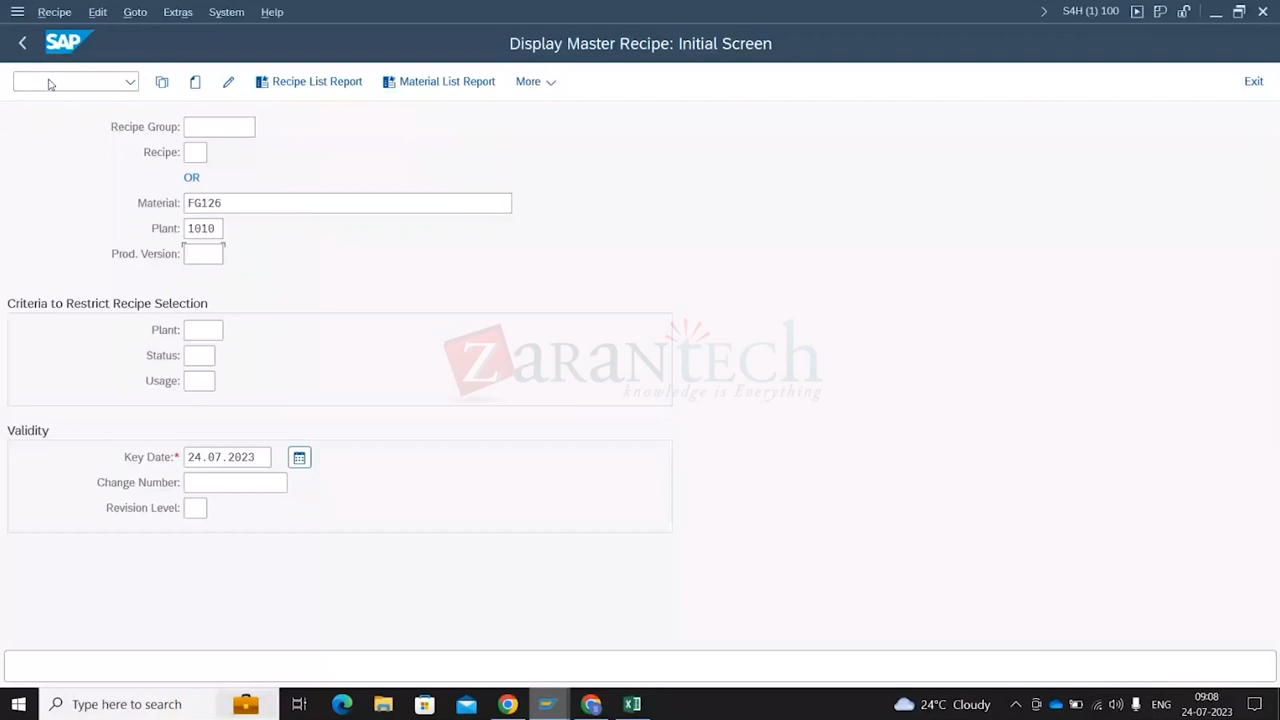 Recipe Edit Goto Extras System Help S4H (1) 100
SAP Display Master Recipe: Initial Screen
Recipe List Report Material List Report More Exit
Recipe Group:
Recipe:
OR
Material: FG126
Plant: 1010
Prod. Version:
Criteria to Restrict Recipe Selection
Plant:
Status:
Usage:
ZaranTech
knowledge is Everything
Validity
Key Date:* 24.07.2023
Change Number:
Revision Level:
Type here to search 24°C Cloudy ENG 09:08
24-07-2023